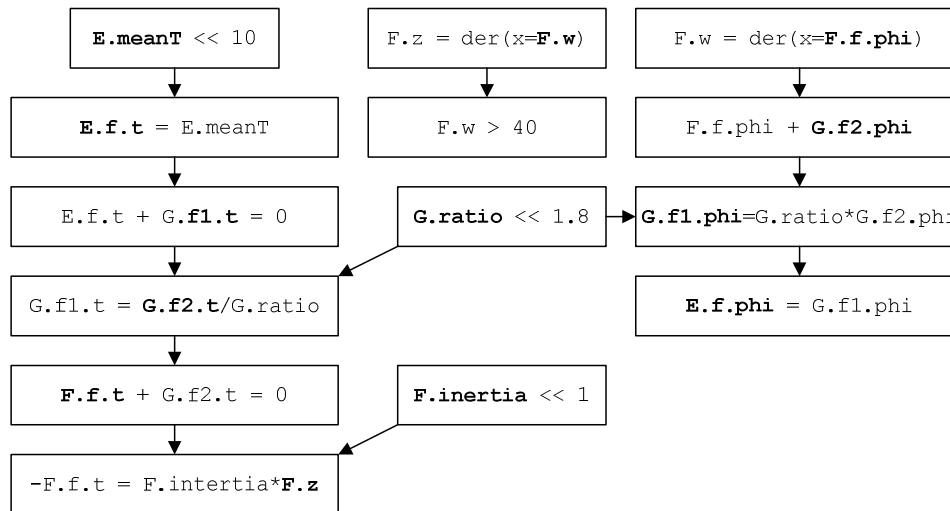 E.meanT << 10
F.z = der(x=F.w)
F.w = der(x=F.f.phi)
E.f.t = E.meanT
F.w > 40
F.f.phi + G.f2.phi
E.f.t + G.f1.t = 0
G.ratio << 1.8
G.f1.phi=G.ratio*G.f2.phi
G.f1.t = G.f2.t/G.ratio
E.f.phi = G.f1.phi
F.f.t + G.f2.t = 0
F.inertia << 1
-F.f.t = F.intertia*F.z